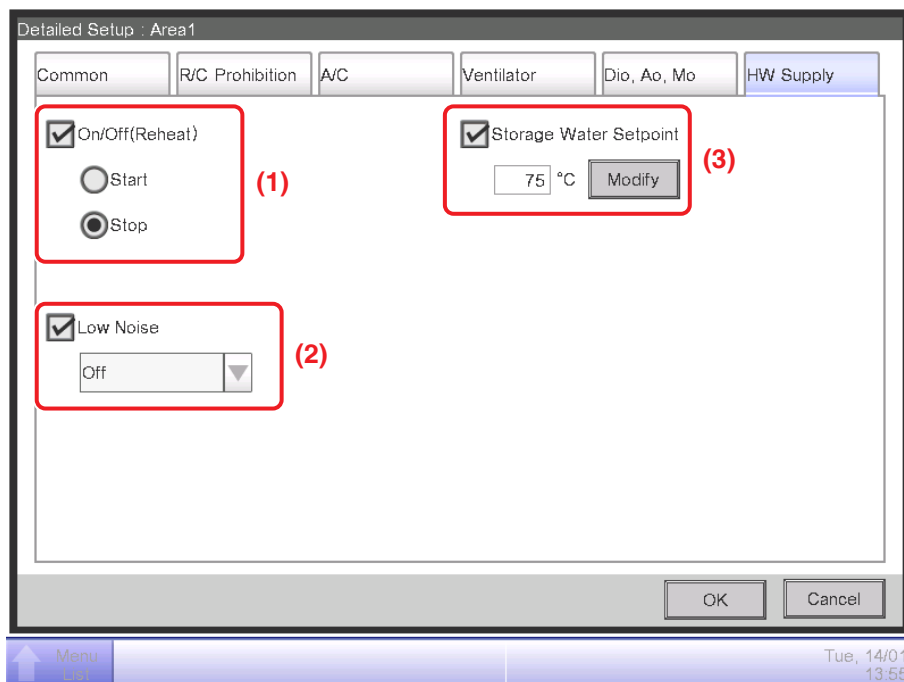 Detailed Setup : Area1
Common R/C Prohibition A/C Ventilator Dio, Ao, Mo HW Supply
On/Off(Reheat)
Start
Stop
(1)
Storage Water Setpoint
75 °C Modify
(3)
Low Noise
Off
(2)
OK Cancel
Menu
List
Tue, 14/01
13:55